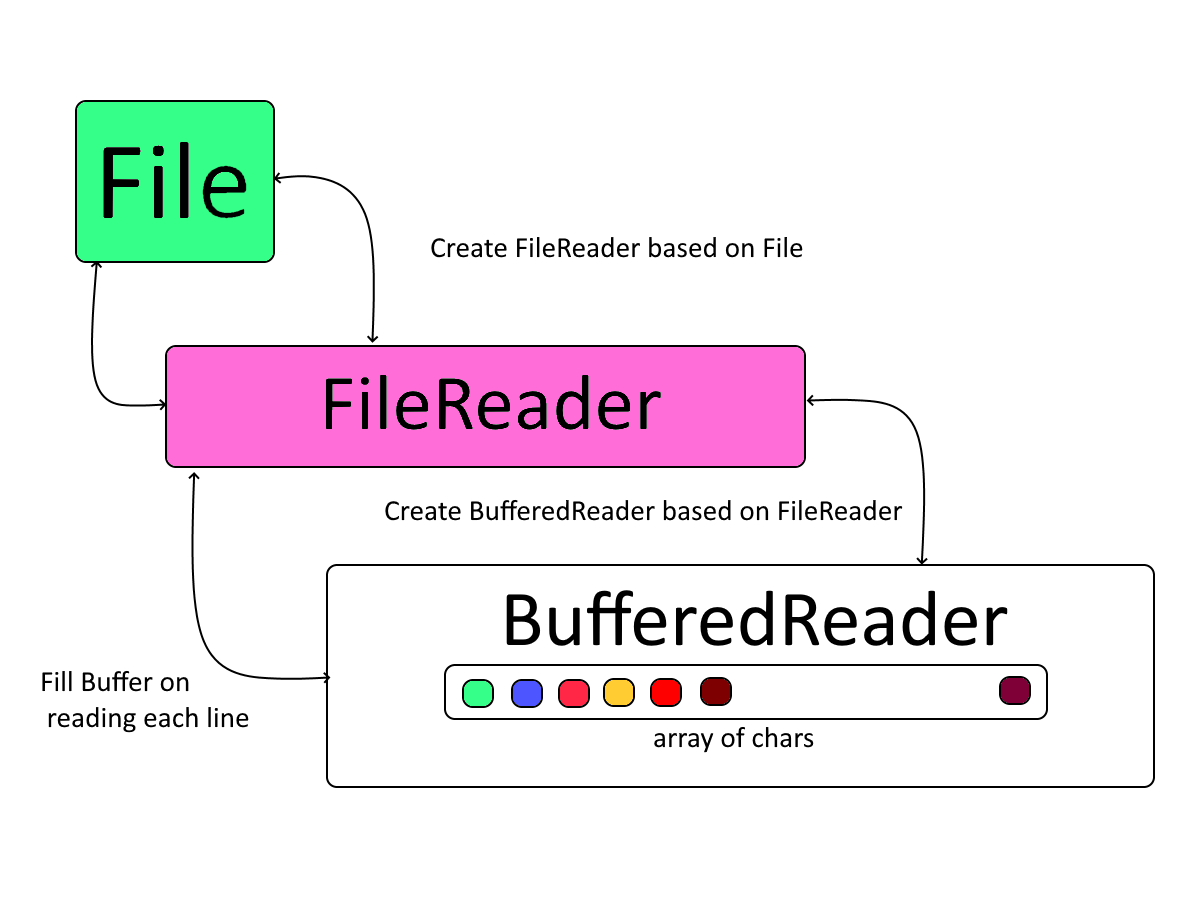 File
Create FileReader based on File
FileReader
Create BufferedReader based on FileReader
BufferedReader
Fill Buffer on
reading each line
array of chars